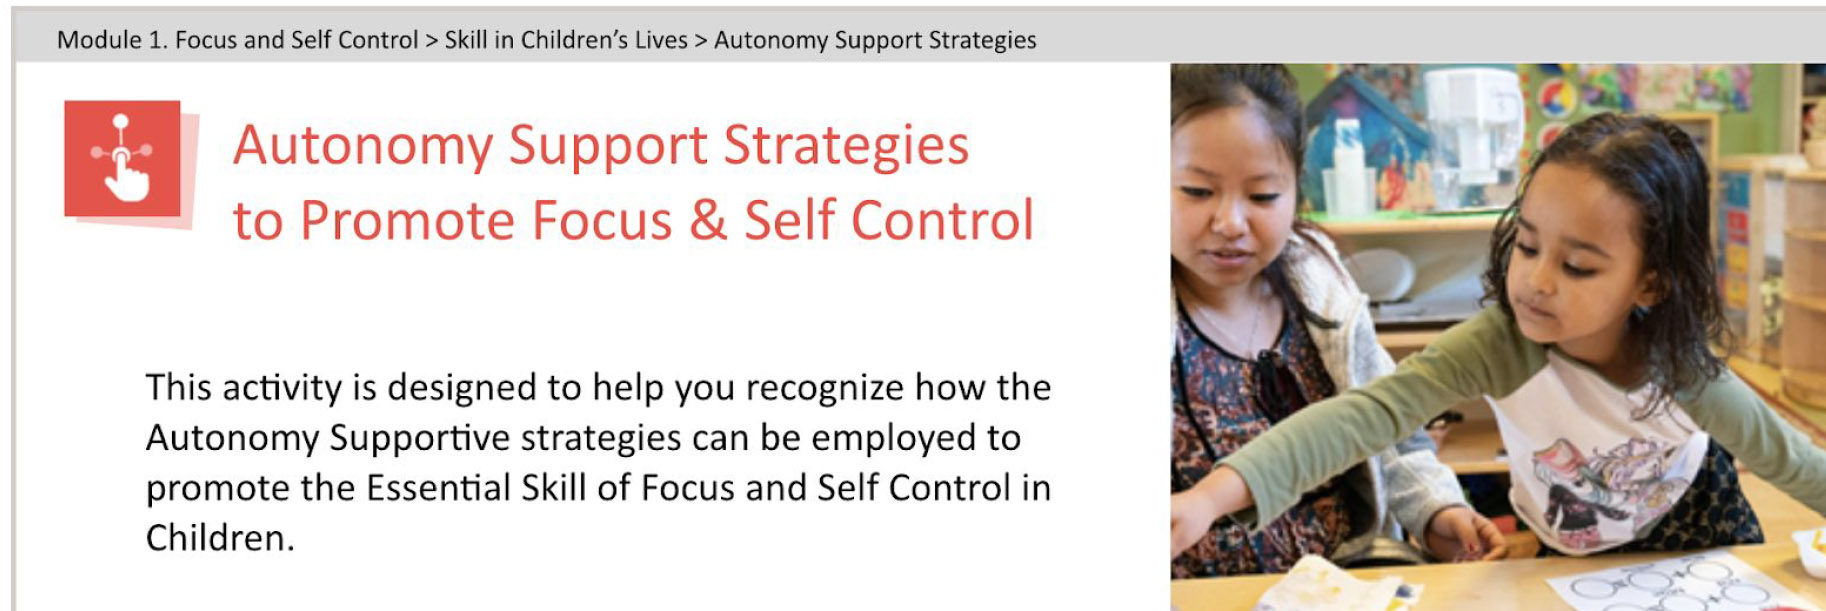 Module 1. Focus and Self Control > Skill in Children’s Lives > Autonomy Support Strategies
Autonomy Support Strategies
to Promote Focus & Self Control
This activity is designed to help you recognize how the
Autonomy Supportive strategies can be employed to
promote the Essential Skill of Focus and Self Control in
Children.